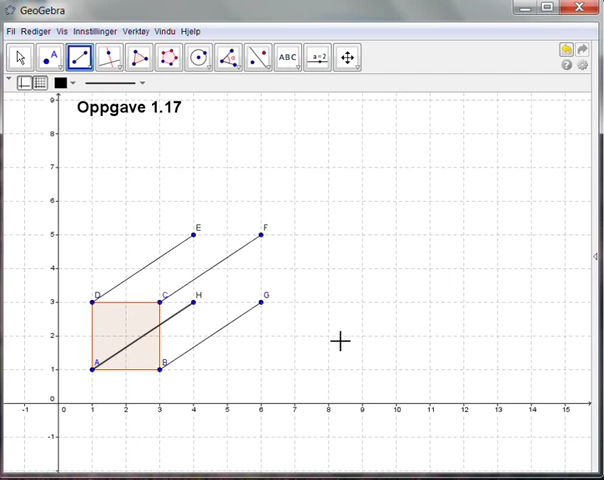 GeoGebra
Fil Rediger Vis Innstillinger Verktøy Vindu Hjelp
A α ABC a=2
Oppgave 1.17
9
8
7
6
5
4
3
2
1
0
-1
-1 0 1 2 3 4 5 6 7 8 9 10 11 12 13 14 15
E F
D C H G
A B